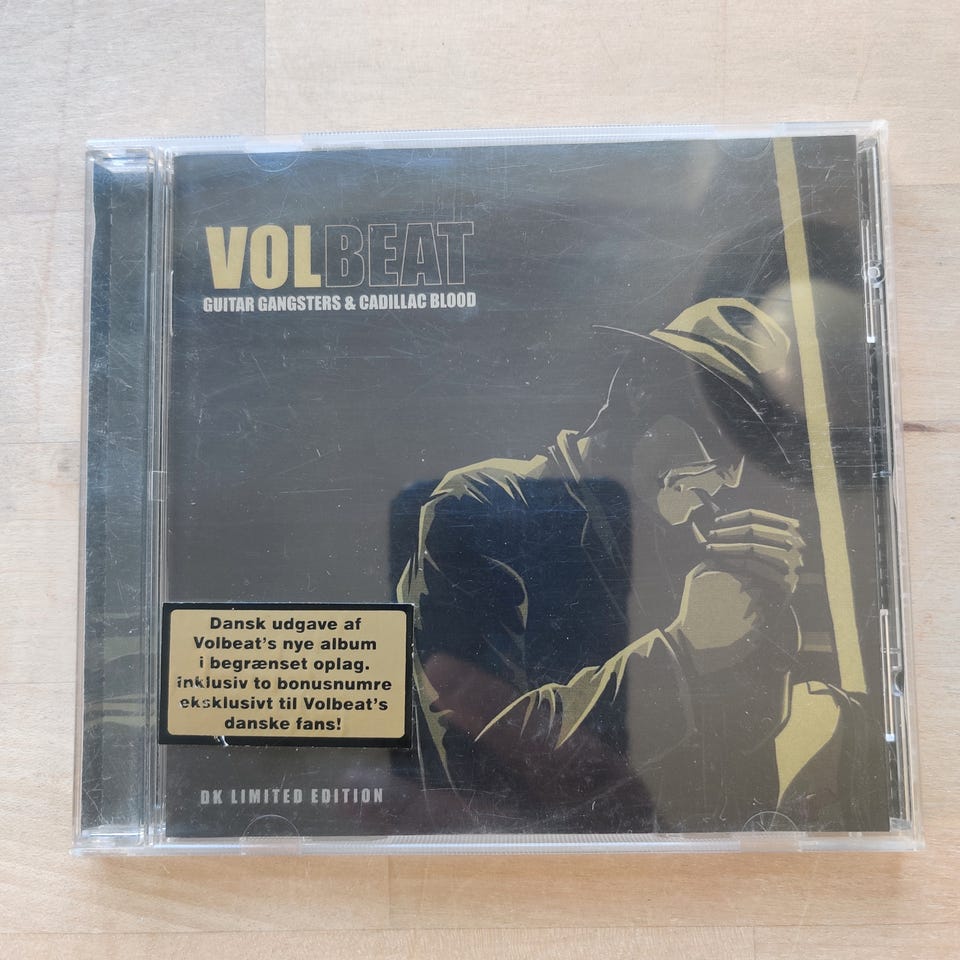 VOLBEAT
GUITAR GANGSTERS & CADILLAC BLOOD
Dansk udgave af
Volbeat's nye album
i begrænset oplag.
inklusiv to bonusnumre
eksklusivt til Volbeat's
danske fans!
DK LIMITED EDITION